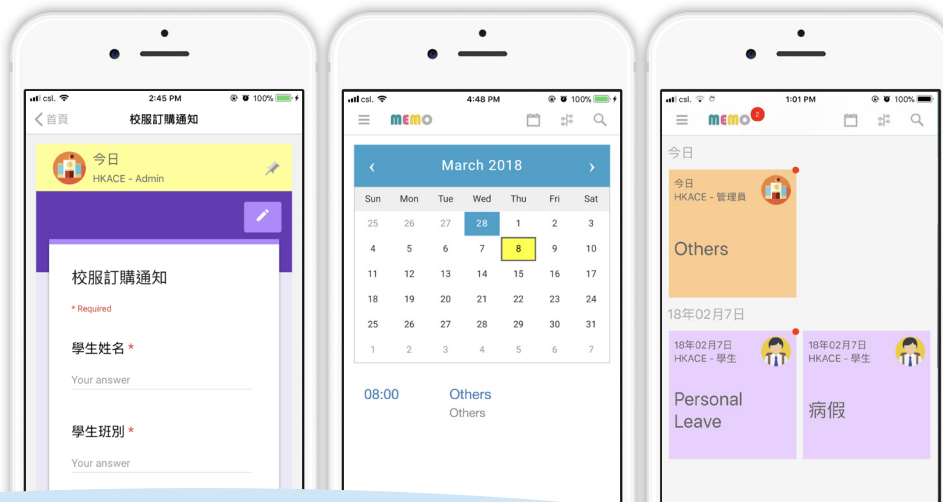 csl.
2:45 PM
100%
首頁
校服訂購通知
今日
HKACE - Admin
校服訂購通知
* Required
學生姓名 *
Your answer
學生班別 *
Your answer
csl.
4:48 PM
100%
MEMO
March 2018
Sun Mon Tue Wed Thu Fri Sat
25 26 27 28 1 2 3
4 5 6 7 8 9 10
11 12 13 14 15 16 17
18 19 20 21 22 23 24
25 26 27 28 29 30 31
1 2 3 4 5 6 7
08:00 Others
Others
csl.
1:01 PM
100%
MEMO 2
今日
今日
HKACE - 管理員
Others
18年02月7日
18年02月7日
HKACE - 學生
Personal
Leave
18年02月7日
HKACE - 學生
病假